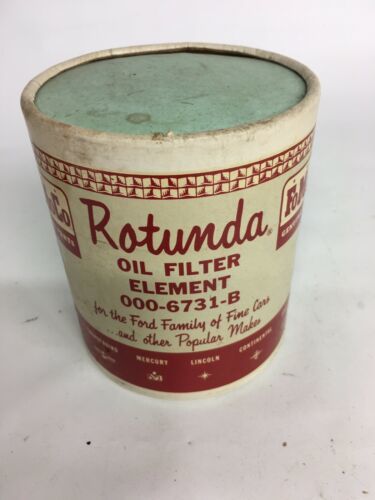 Rotunda
OIL FILTER
ELEMENT
000-6731-B
for the Ford Family of Fine Cars
...and other Popular Makes
MERCURY LINCOLN CONTINENTAL